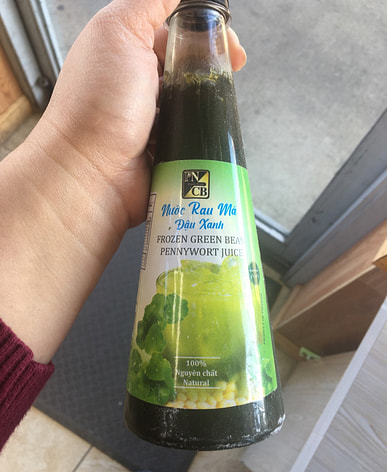 N
CB
Nước Rau Má
Đậu Xanh
FROZEN GREEN BEAN
PENNYWORT JUICE
100%
Nguyên chất
Natural